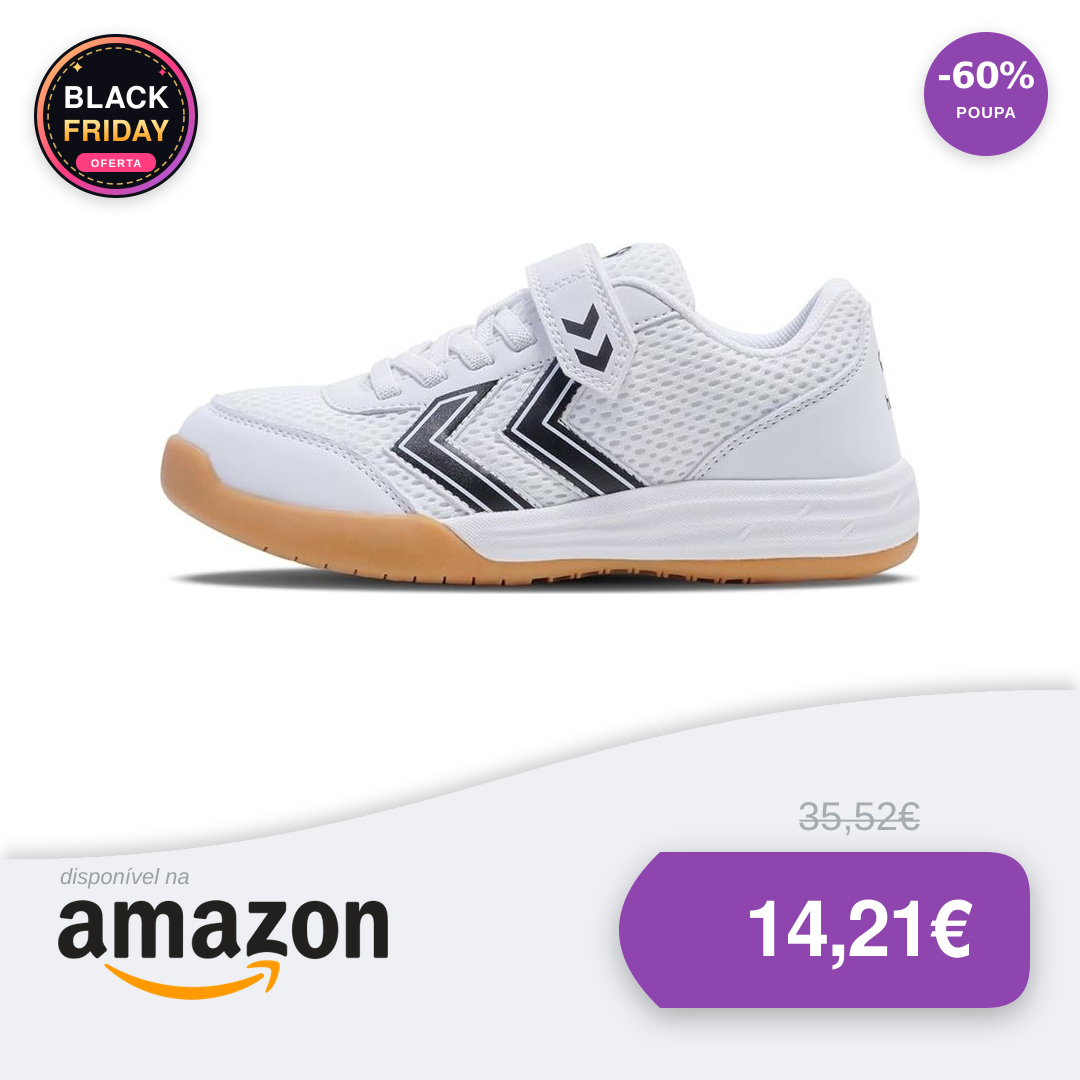 BLACK
FRIDAY
OFERTA
-60%
POUPA
35,52€
disponível na
amazon
14,21€